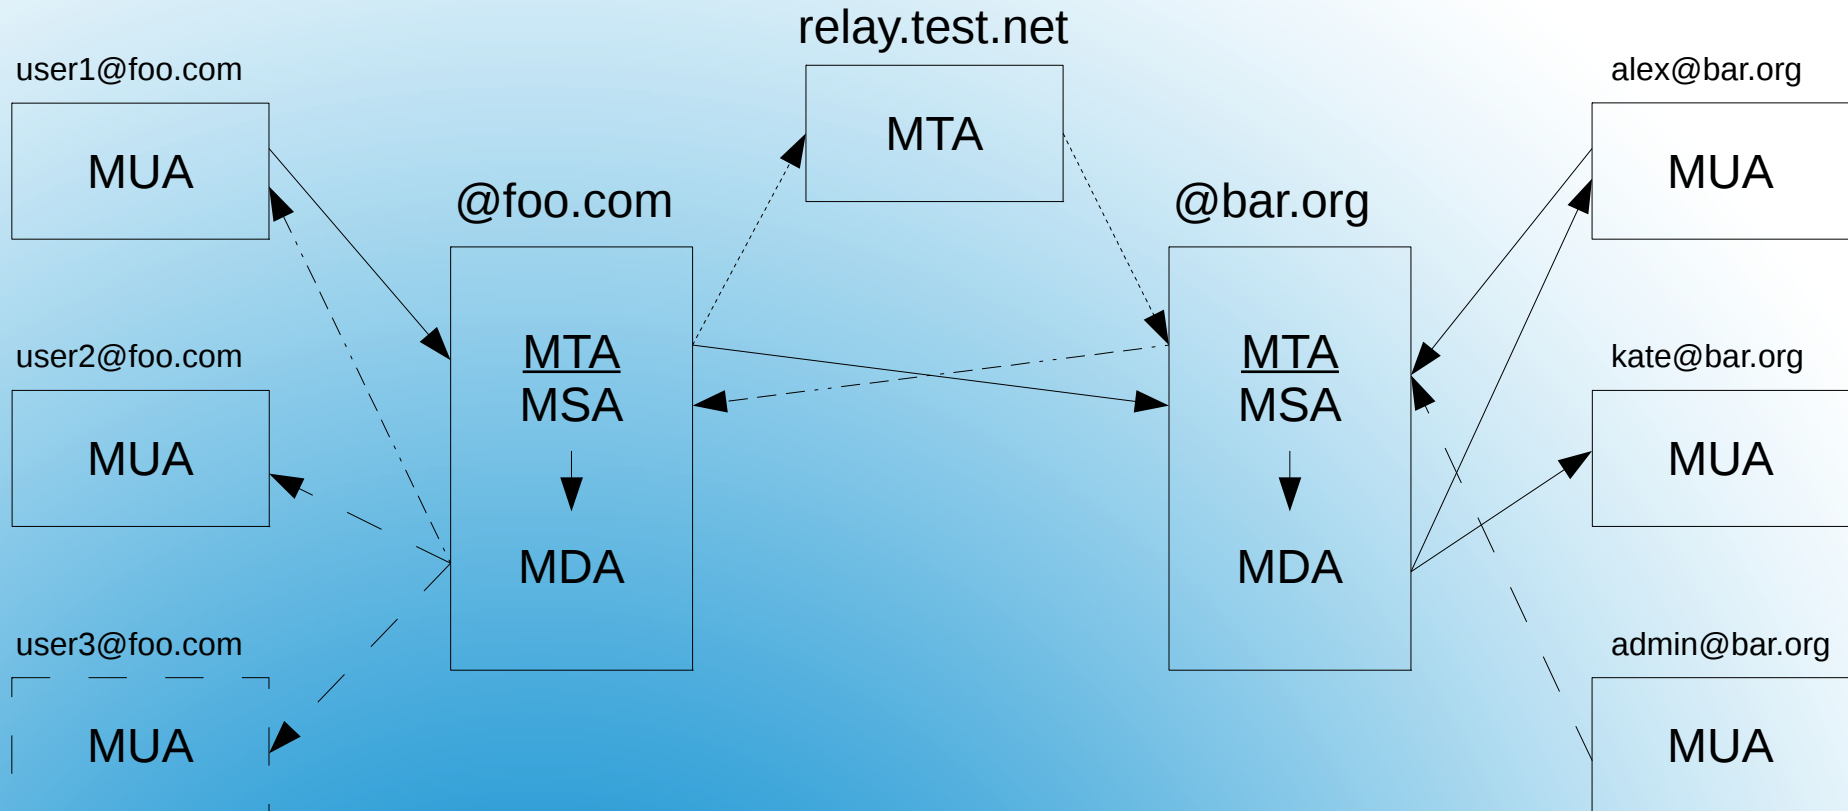 relay.test.net
MTA
user1@foo.com
MUA
user2@foo.com
MUA
user3@foo.com
MUA
@foo.com
MTA
MSA
MDA
@bar.org
MTA
MSA
MDA
alex@bar.org
MUA
kate@bar.org
MUA
admin@bar.org
MUA